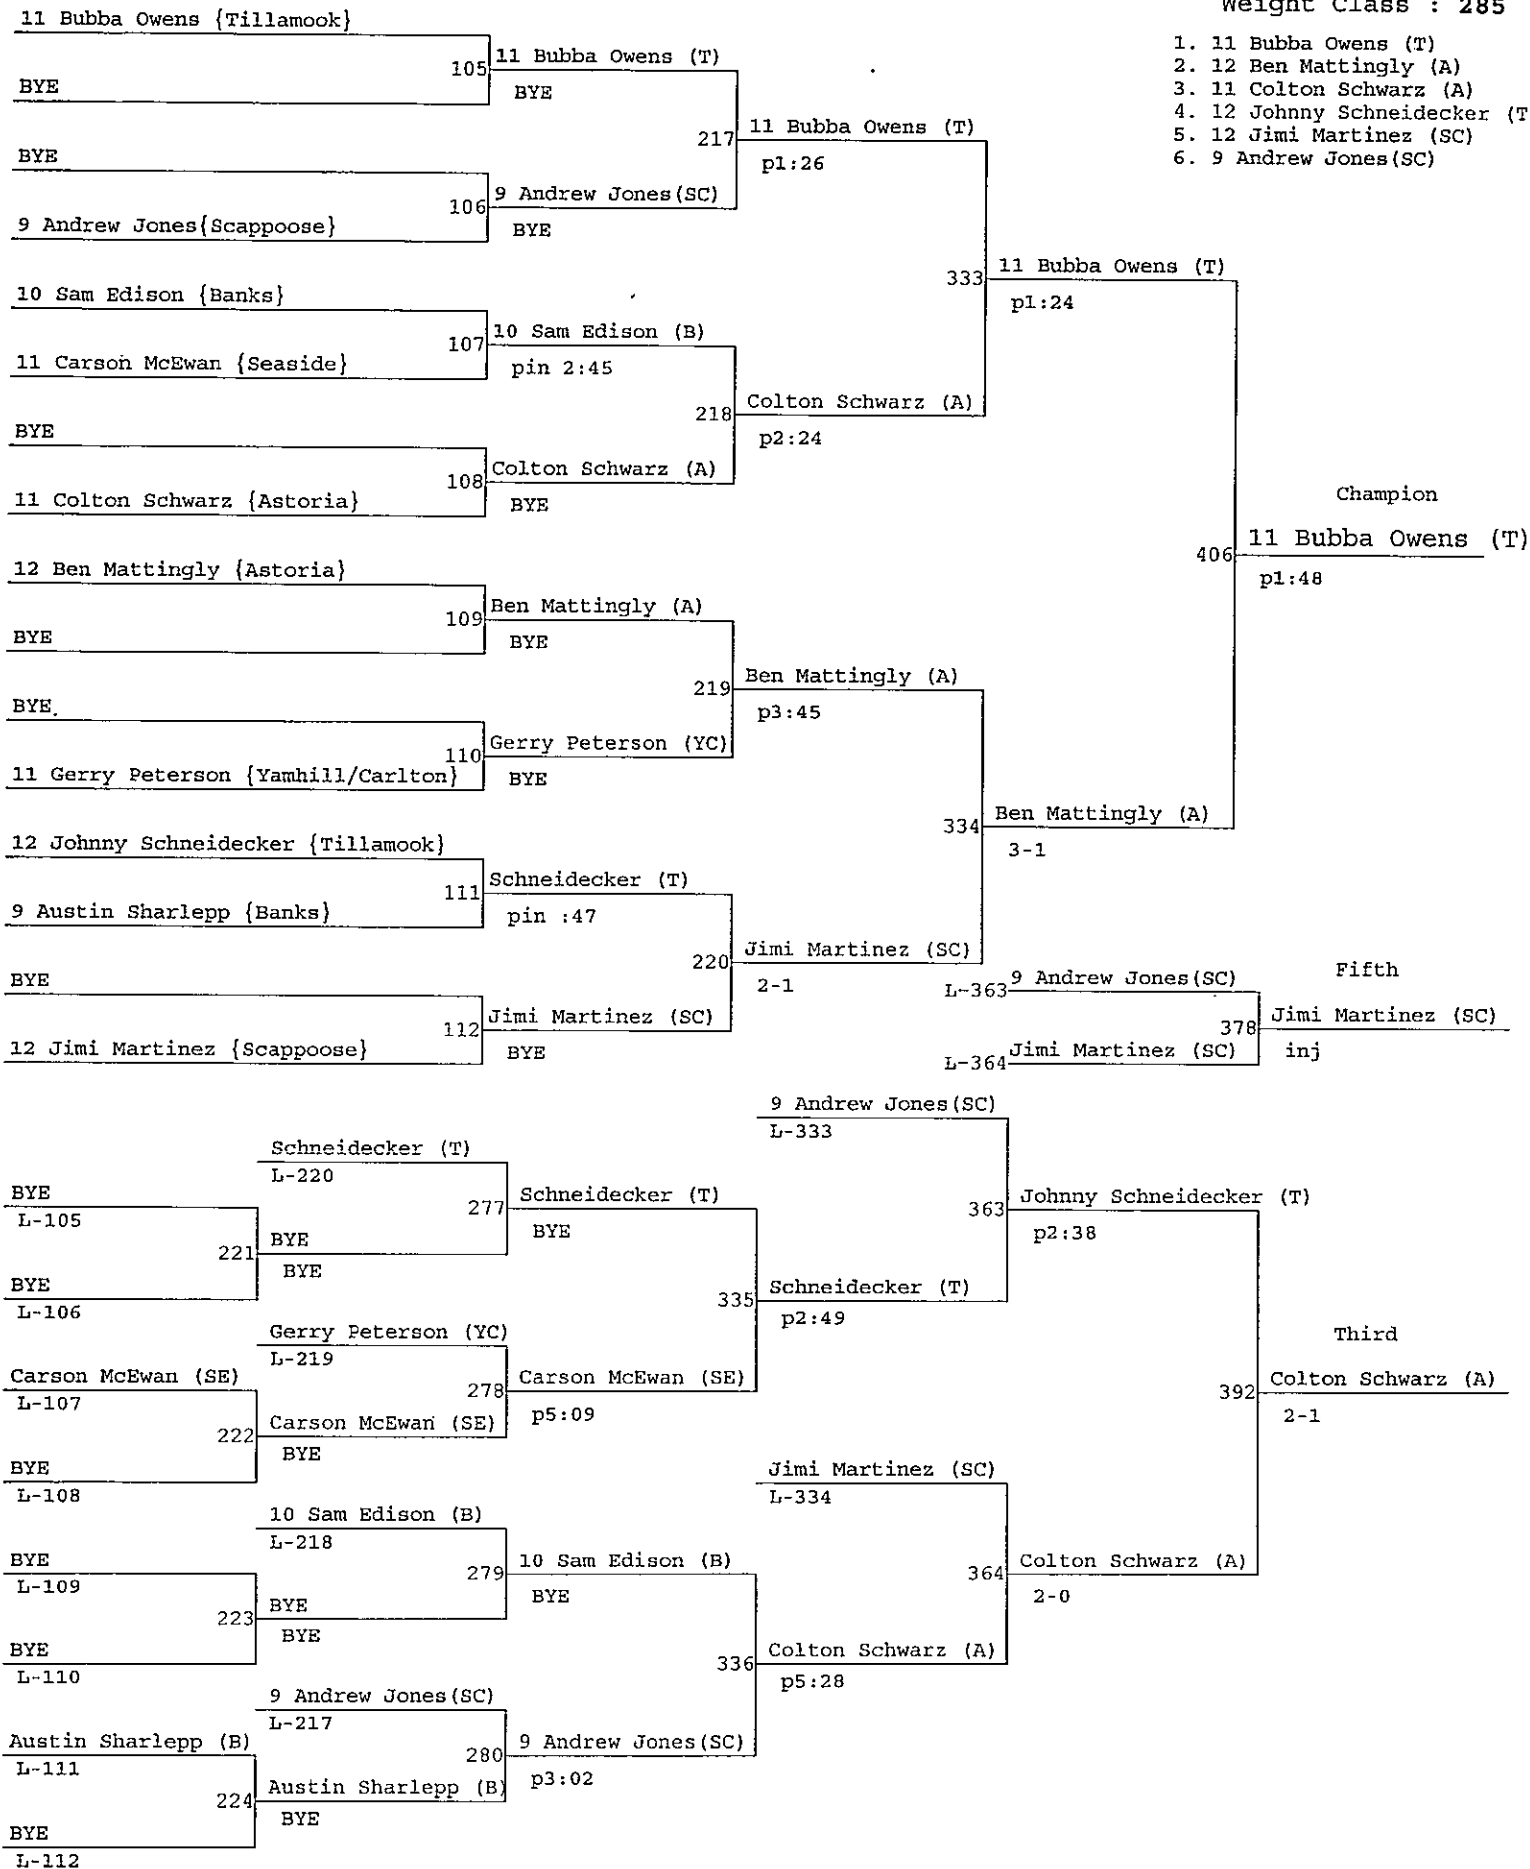 Weight Class : 285
1. 11 Bubba Owens (T)
2. 12 Ben Mattingly (A)
3. 11 Colton Schwarz (A)
4. 12 Johnny Schneidecker (T
5. 12 Jimi Martinez (SC)
6. 9 Andrew Jones(SC)
11 Bubba Owens {Tillamook}
105
BYE
11 Bubba Owens (T)
BYE
217
BYE
106
9 Andrew Jones{Scappoose}
9 Andrew Jones(SC)
BYE
11 Bubba Owens (T)
p1:26
333
10 Sam Edison {Banks}
107
11 Carson McEwan {Seaside}
10 Sam Edison (B)
pin 2:45
218
BYE
108
11 Colton Schwarz {Astoria}
Colton Schwarz (A)
BYE
Colton Schwarz (A)
p2:24
11 Bubba Owens (T)
p1:24
406
Champion
11 Bubba Owens (T)
p1:48
12 Ben Mattingly {Astoria}
109
BYE
Ben Mattingly (A)
BYE
219
BYE.
110
11 Gerry Peterson {Yamhill/Carlton}
Gerry Peterson (YC)
BYE
Ben Mattingly (A)
p3:45
334
Ben Mattingly (A)
3-1
12 Johnny Schneidecker {Tillamook}
111
9 Austin Sharlepp {Banks}
Schneidecker (T)
pin :47
220
BYE
112
12 Jimi Martinez {Scappoose}
Jimi Martinez (SC)
BYE
Jimi Martinez (SC)
2-1
Fifth
L-363
9 Andrew Jones(SC)
378
L-364
Jimi Martinez (SC)
Jimi Martinez (SC)
inj
BYE
L-105
221
BYE
L-106
Schneidecker (T)
L-220
277
BYE
BYE
Schneidecker (T)
BYE
335
Carson McEwan (SE)
L-107
222
BYE
L-108
Gerry Peterson (YC)
L-219
278
Carson McEwan (SE)
BYE
Carson McEwan (SE)
p5:09
9 Andrew Jones(SC)
L-333
363
Schneidecker (T)
p2:49
Johnny Schneidecker (T)
p2:38
392
Third
Colton Schwarz (A)
2-1
BYE
L-109
223
BYE
L-110
10 Sam Edison (B)
L-218
279
BYE
BYE
10 Sam Edison (B)
BYE
336
Austin Sharlepp (B)
L-111
224
BYE
L-112
9 Andrew Jones(SC)
L-217
280
Austin Sharlepp (B)
BYE
9 Andrew Jones(SC)
p3:02
Jimi Martinez (SC)
L-334
364
Colton Schwarz (A)
p5:28
Colton Schwarz (A)
2-0